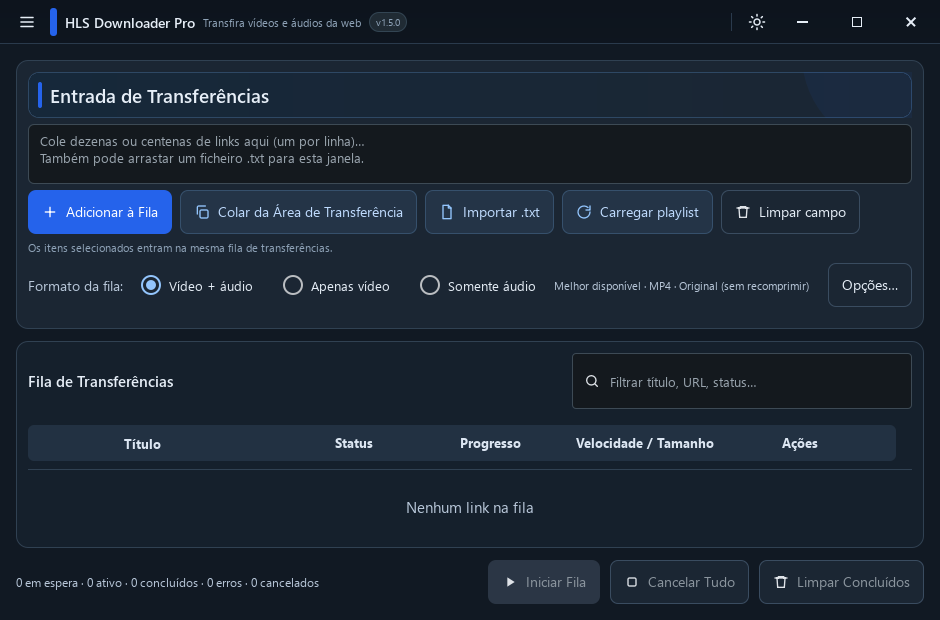 HLS Downloader Pro Transfira vídeos e áudios da web v1.5.0
Entrada de Transferências
Cole dezenas ou centenas de links aqui (um por linha)...
Também pode arrastar um ficheiro .txt para esta janela.
Adicionar à Fila Colar da Área de Transferência Importar .txt Carregar playlist Limpar campo
Os itens selecionados entram na mesma fila de transferências.
Formato da fila: Vídeo + áudio Apenas vídeo Somente áudio Melhor disponível · MP4 · Original (sem recomprimir) Opções...
Fila de Transferências Filtrar título, URL, status...
Título Status Progresso Velocidade / Tamanho Ações
Nenhum link na fila
0 em espera · 0 ativo · 0 concluídos · 0 erros · 0 cancelados Iniciar Fila Cancelar Tudo Limpar Concluídos